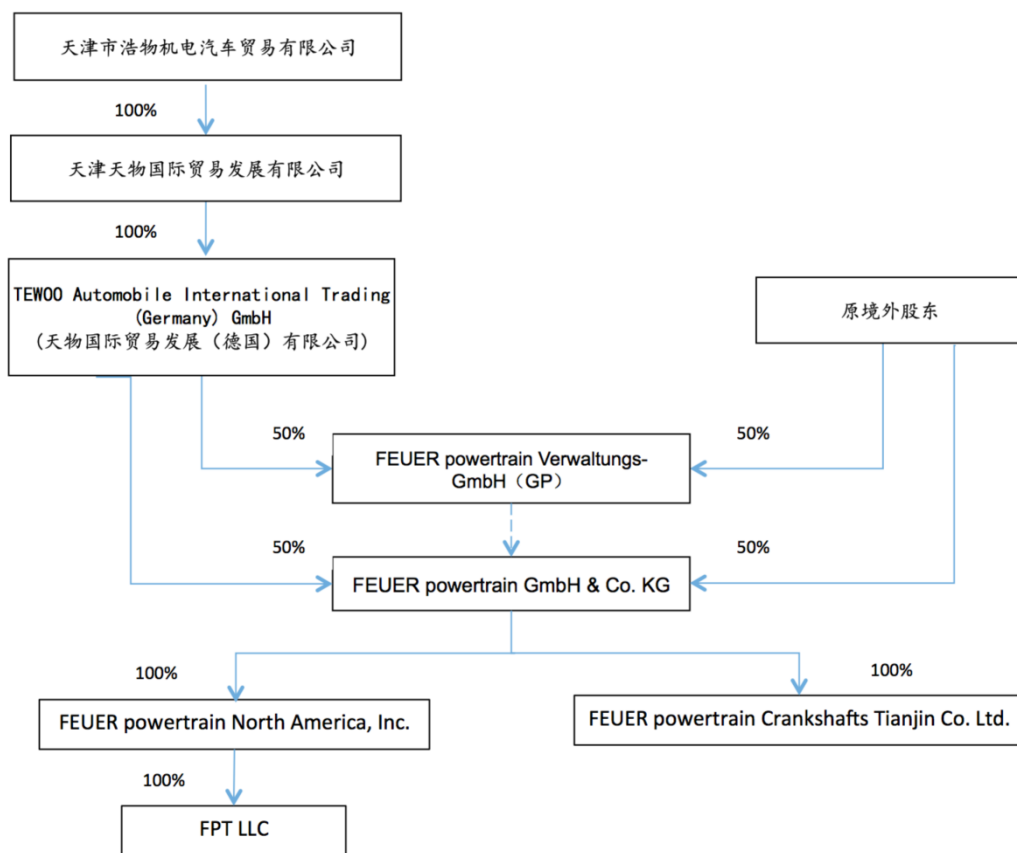 天津市浩物机电汽车贸易有限公司
100%
天津天物国际贸易发展有限公司
100%
TEWOO Automobile International Trading
(Germany) GmbH
(天物国际贸易发展（德国）有限公司)
原境外股东
50%
50%
FEUER powertrain Verwaltungs-
GmbH（GP）
50%
50%
FEUER powertrain GmbH & Co. KG
100%
100%
FEUER powertrain North America, Inc.
FEUER powertrain Crankshafts Tianjin Co. Ltd.
100%
FPT LLC